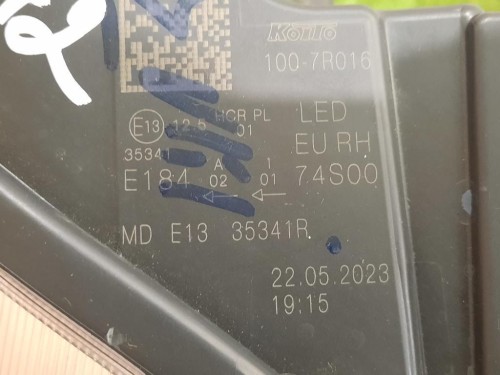 Koito
100-7R016
E13 12.5 HCR PL 01 LED
35341 EU RH
E184 A 02 1 01 74S00
MD E13 35341R
22.05.2023
19:15